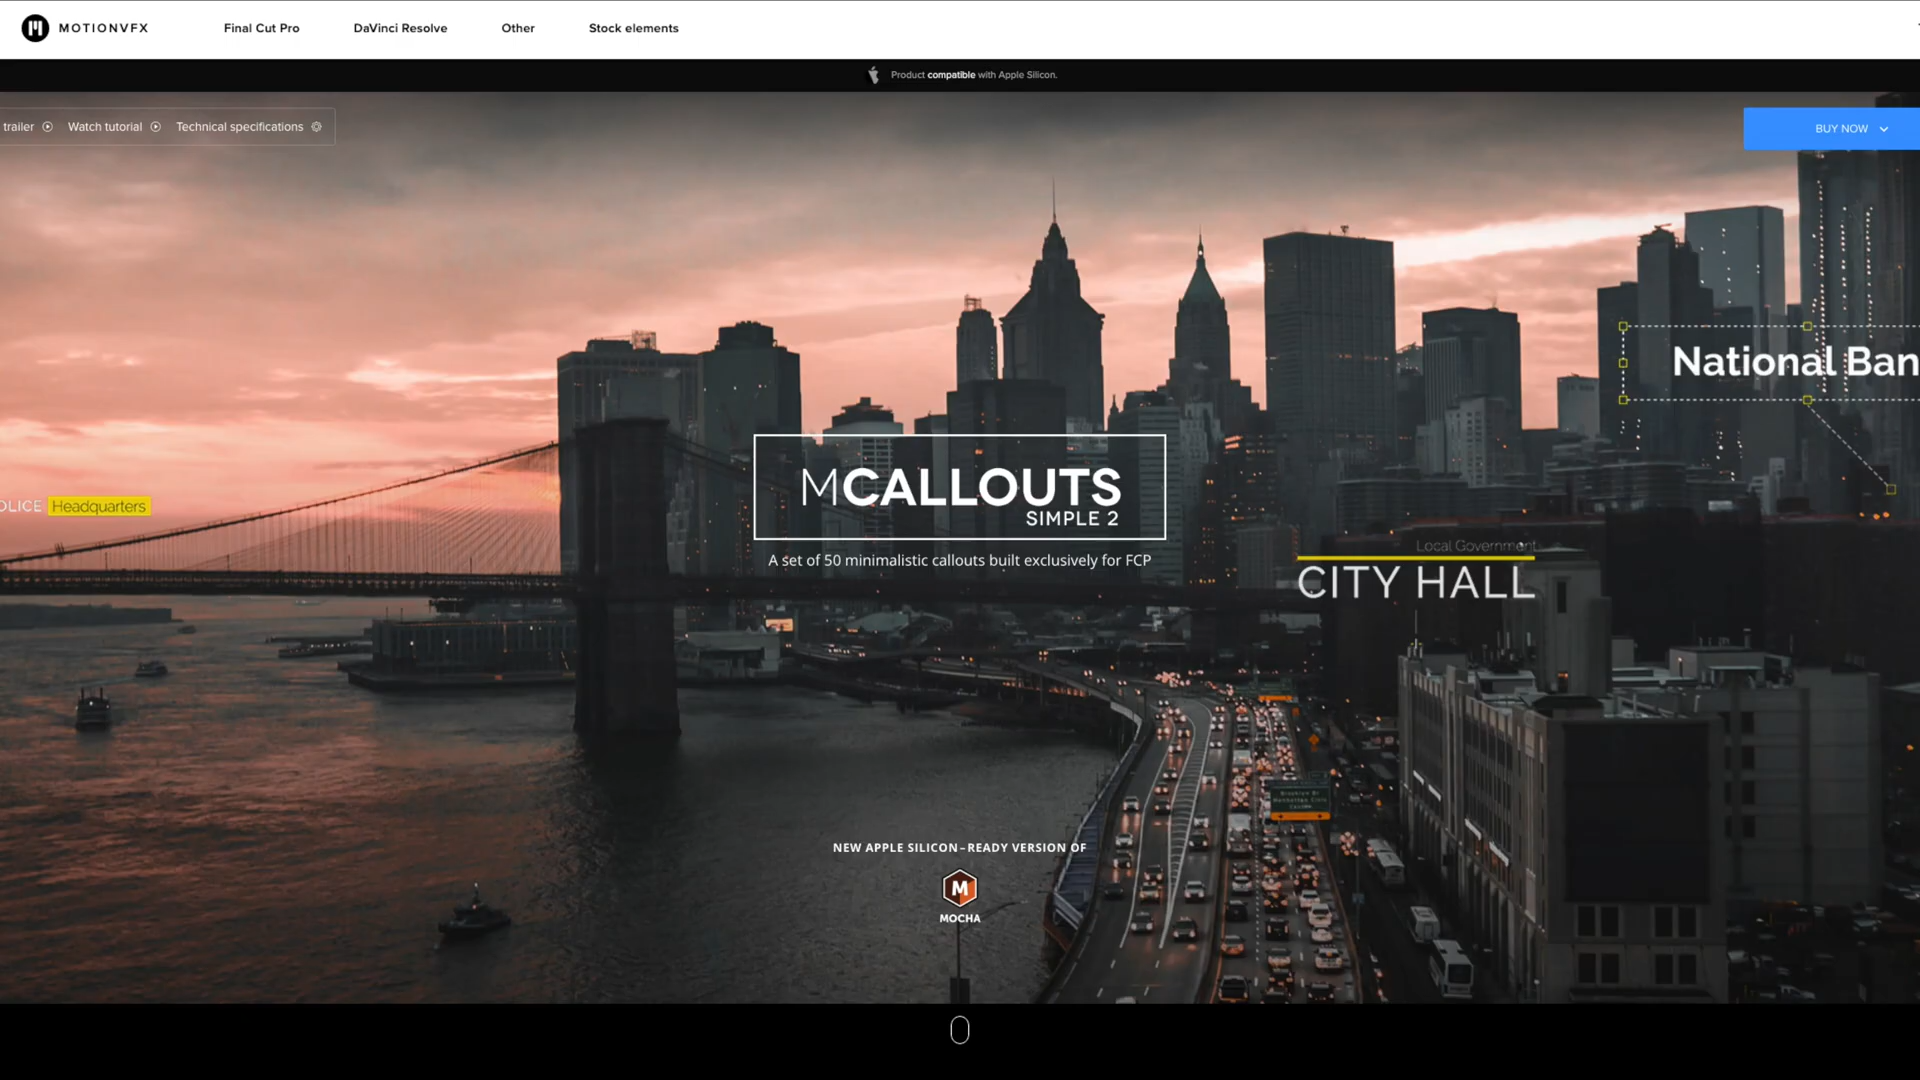 MOTIONVFX
Final Cut Pro
DaVinci Resolve
Other
Stock elements
Product compatible with Apple Silicon.
trailer
Watch tutorial
Technical specifications
BUY NOW
National Ban
MCALLOUTS
SIMPLE 2
A set of 50 minimalistic callouts built exclusively for FCP
OLICE Headquarters
Local Government
CITY HALL
NEW APPLE SILICON-READY VERSION OF
M
MOCHA